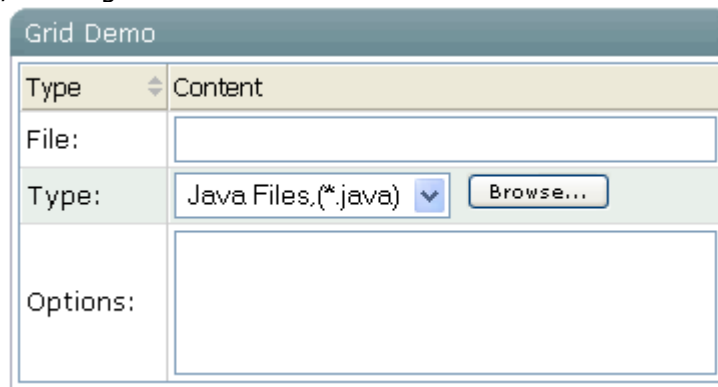 Grid Demo
Type Content
File:
Type: Java Files,(*.java) Browse...
Options: